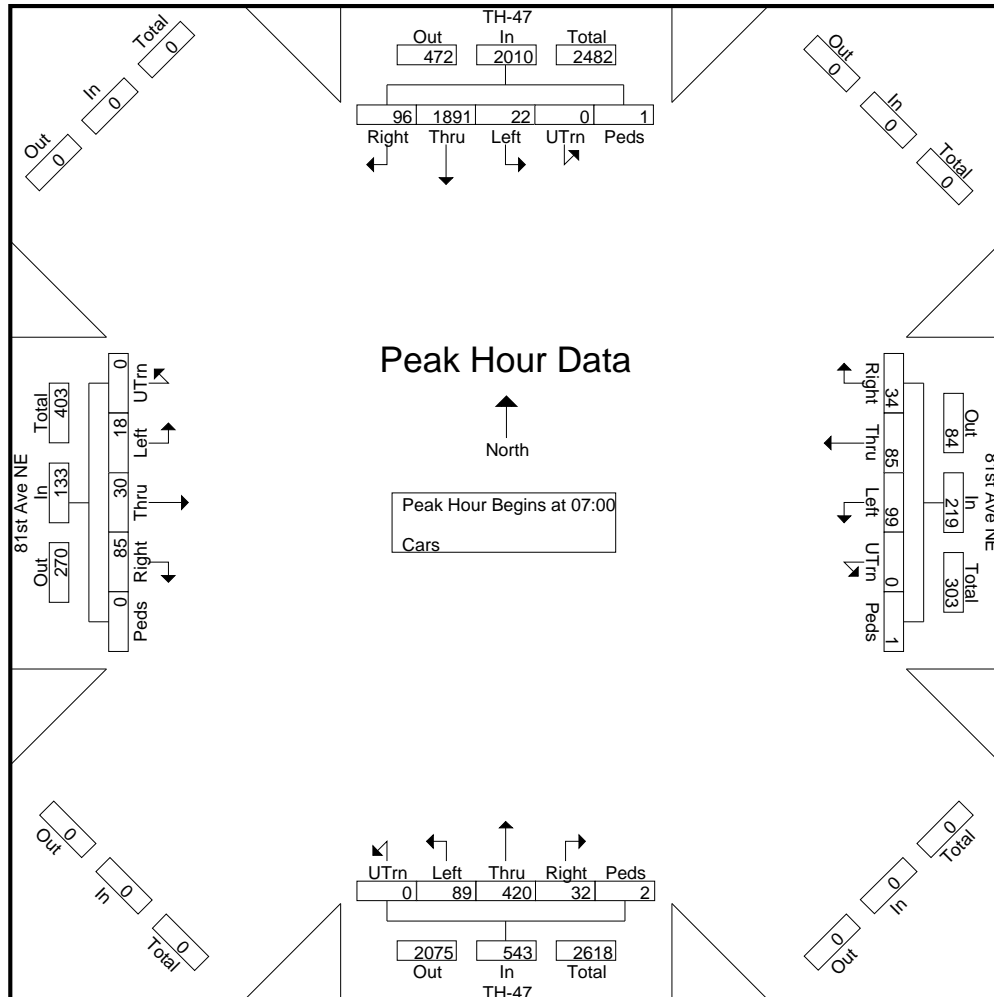 TH-47
Out In Total
472 2010 2482
96 1891 22 0 1
Right Thru Left UTrn Peds
Total
0
In
0
Out
0
Out
0
In
0
Total
0
Peak Hour Data
North
Peak Hour Begins at 07:00
Cars
81st Ave NE
Out In Total
270 133 403
0 85 30 18 0
Peds Right Thru Left UTrn
81st Ave NE
Out In Total
84 219 303
34 85 99 0 1
Right Thru Left UTrn Peds
UTrn Left Thru Right Peds
0 89 420 32 2
2075 543 2618
Out In Total
TH-47
0
Out
0
In
0
Total
0
Total
0
In
0
Out